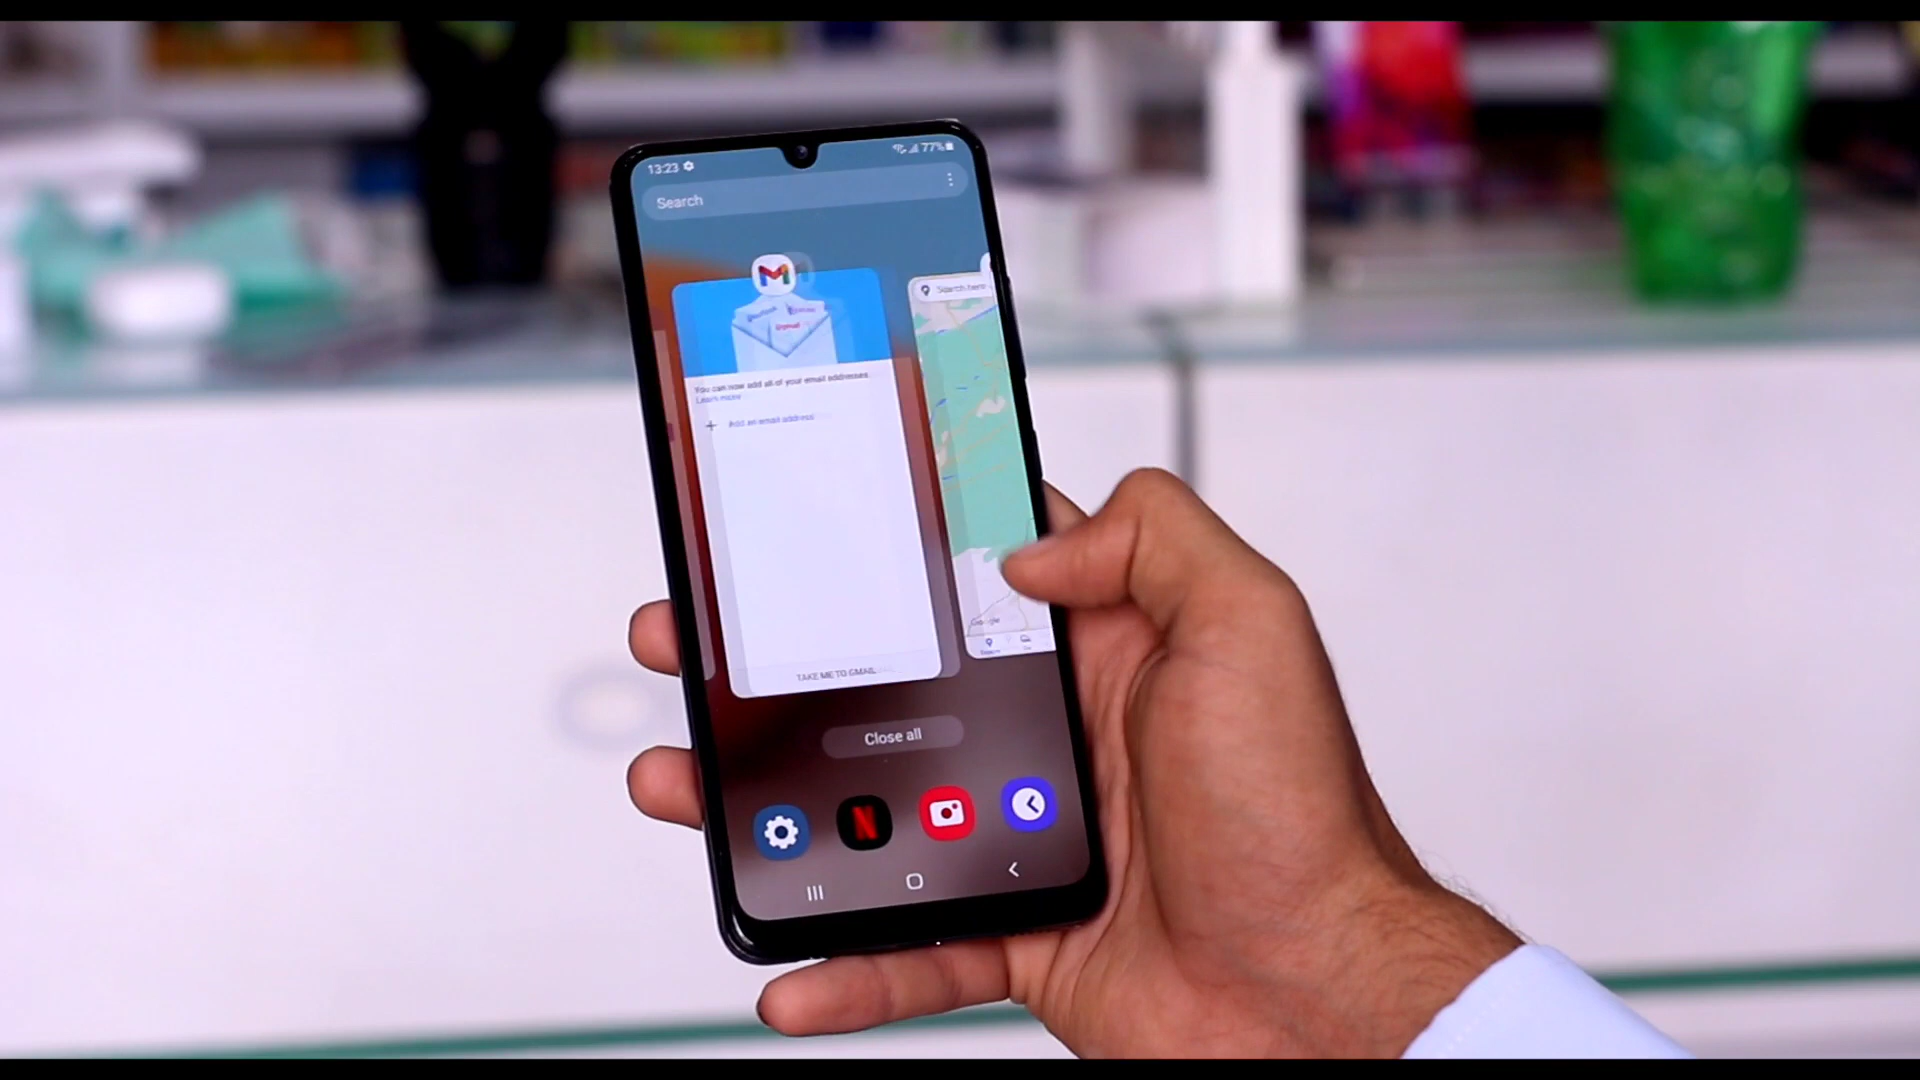 13:23
77%
Search
Search here
You can now add all of your email addresses.
Learn more
Add an email address
Google
TAKE ME TO GMAIL
Close all
N